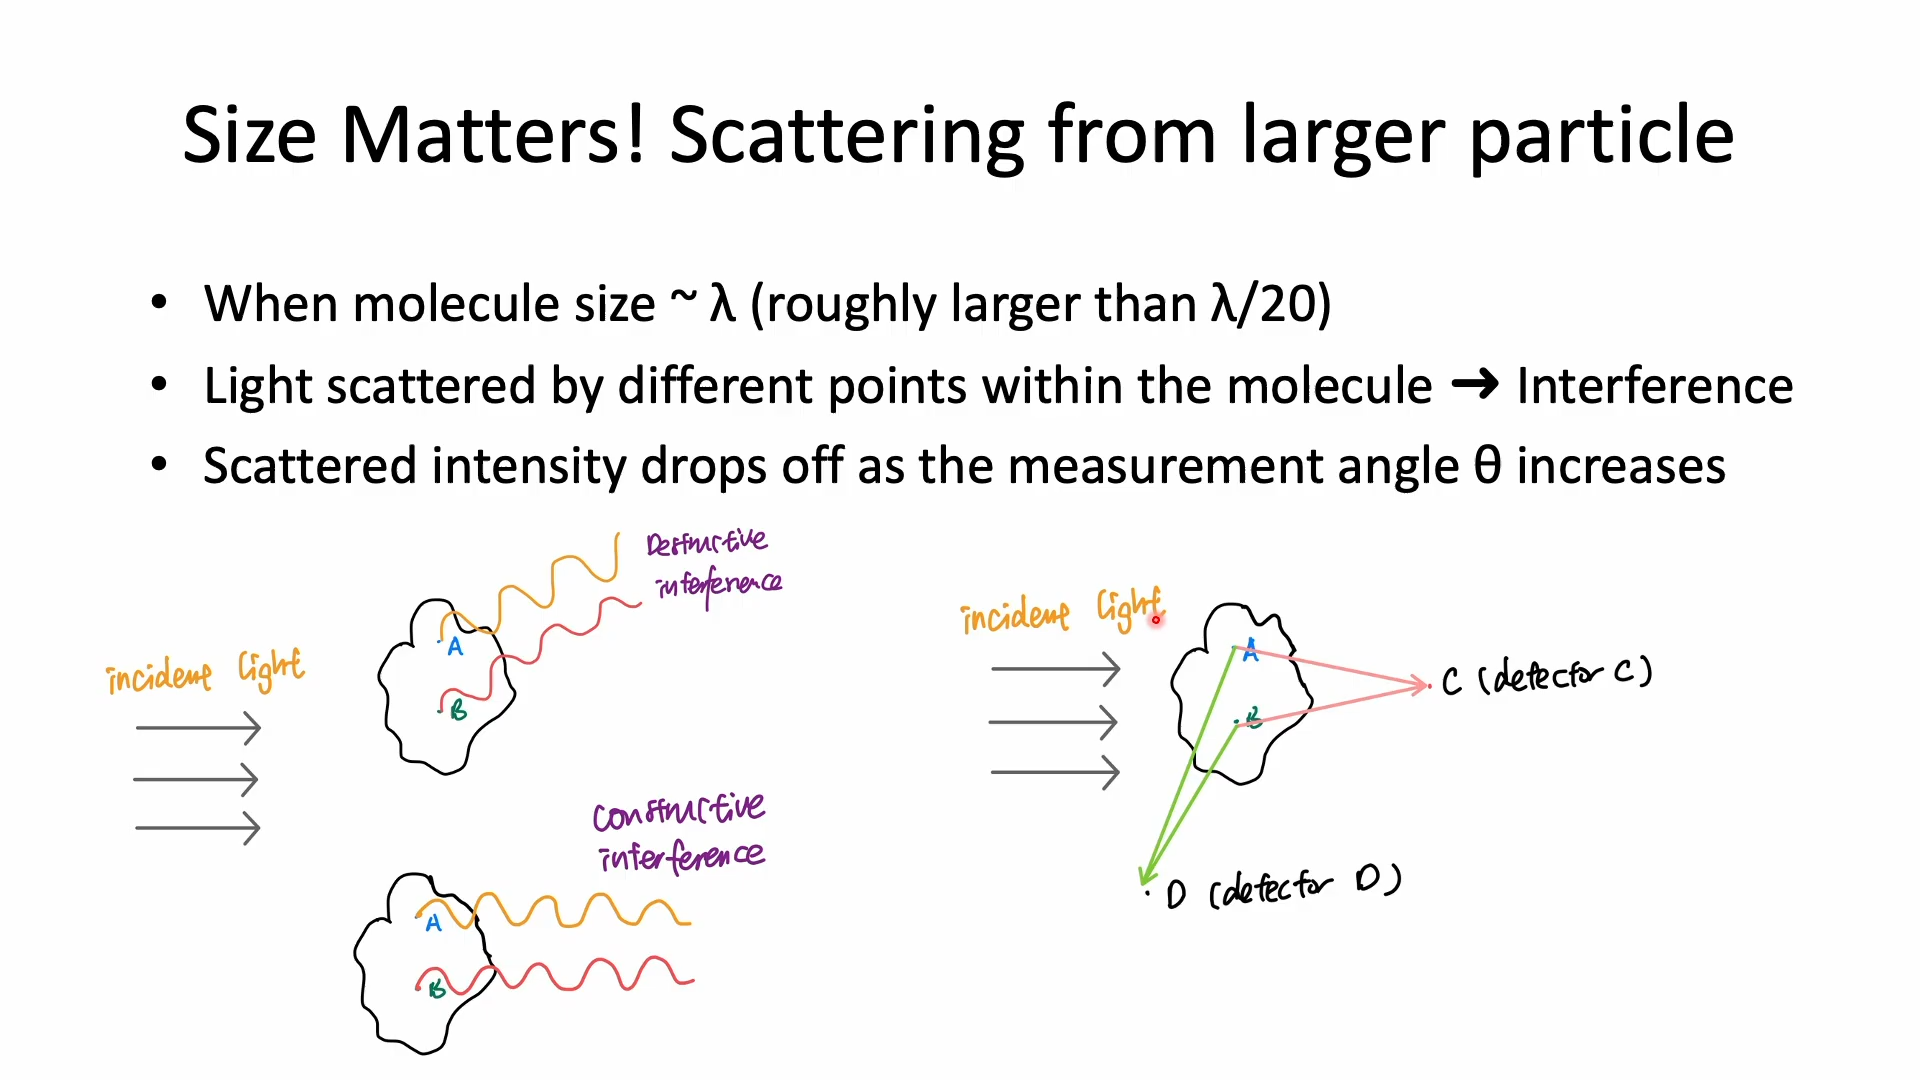 Size Matters! Scattering from larger particle
• When molecule size ~ λ (roughly larger than λ/20)
• Light scattered by different points within the molecule ➜ Interference
• Scattered intensity drops off as the measurement angle θ increases
Destructive
interference
A
B
incident light
Constructive
interference
A
B
incident light
A
B
C (detector C)
D (detector D)